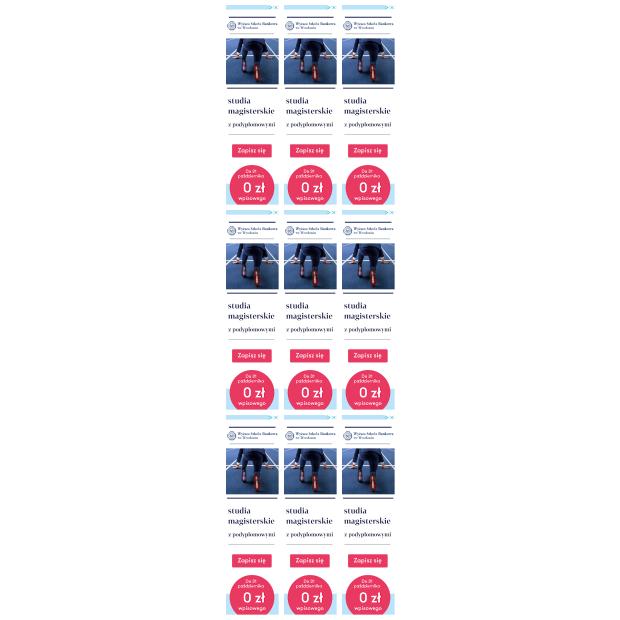 Wyższa Szkoła Bankowa Wyższa Szkoła Bankowa Wyższa Szkoła Bankowa
we Wrocławiu we Wrocławiu we Wrocławiu
studia studia studia
magisterskie magisterskie magisterskie
z podyplomowymi z podyplomowymi z podyplomowymi
Zapisz się Zapisz się Zapisz się
Do 31 Do 31 Do 31
października października października
0 zł 0 zł 0 zł
wpisowego wpisowego wpisowego
Wyższa Szkoła Bankowa Wyższa Szkoła Bankowa Wyższa Szkoła Bankowa
we Wrocławiu we Wrocławiu we Wrocławiu
studia studia studia
magisterskie magisterskie magisterskie
z podyplomowymi z podyplomowymi z podyplomowymi
Zapisz się Zapisz się Zapisz się
Do 31 Do 31 Do 31
października października października
0 zł 0 zł 0 zł
wpisowego wpisowego wpisowego
Wyższa Szkoła Bankowa Wyższa Szkoła Bankowa Wyższa Szkoła Bankowa
we Wrocławiu we Wrocławiu we Wrocławiu
studia studia studia
magisterskie magisterskie magisterskie
z podyplomowymi z podyplomowymi z podyplomowymi
Zapisz się Zapisz się Zapisz się
Do 31 Do 31 Do 31
października października października
0 zł 0 zł 0 zł
wpisowego wpisowego wpisowego